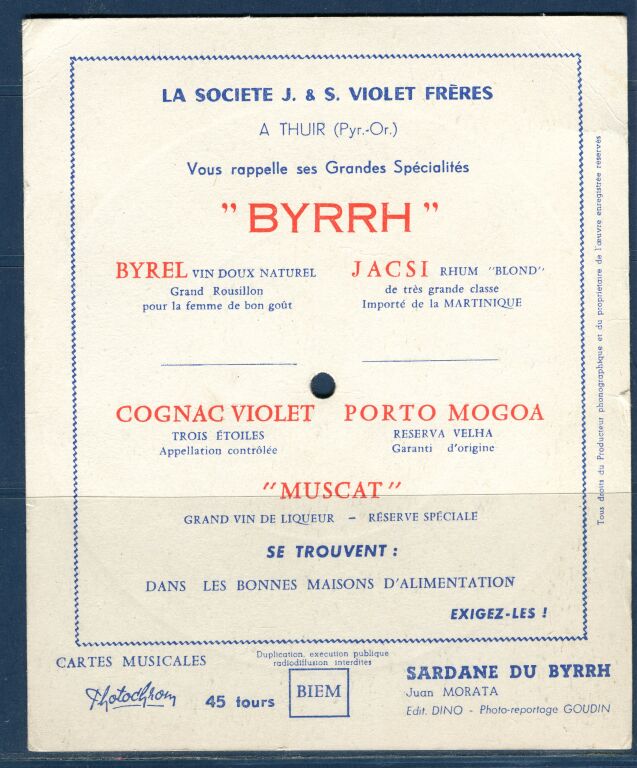 LA SOCIETE J. & S. VIOLET FRÈRES
A THUIR (Pyr.-Or.)
Vous rappelle ses Grandes Spécialités
"BYRRH"
BYREL VIN DOUX NATUREL
Grand Rousillon
pour la femme de bon goût
JACSI RHUM "BLOND"
de très grande classe
Importé de la MARTINIQUE
COGNAC VIOLET
TROIS ÉTOILES
Appellation contrôlée
PORTO MOGOA
RESERVA VELHA
Garanti d'origine
"MUSCAT"
GRAND VIN DE LIQUEUR – RÉSERVE SPÉCIALE
SE TROUVENT :
DANS LES BONNES MAISONS D'ALIMENTATION
EXIGEZ-LES !
Tous droits du Producteur phonographique et du proprietaire de l'œuvre enregistrée réservés
CARTES MUSICALES
Photochrom
45 tours
Duplication, exécution publique
radiodiffusion interdites
BIEM
SARDANE DU BYRRH
Juan MORATA
Edit. DINO - Photo-reportage GOUDIN